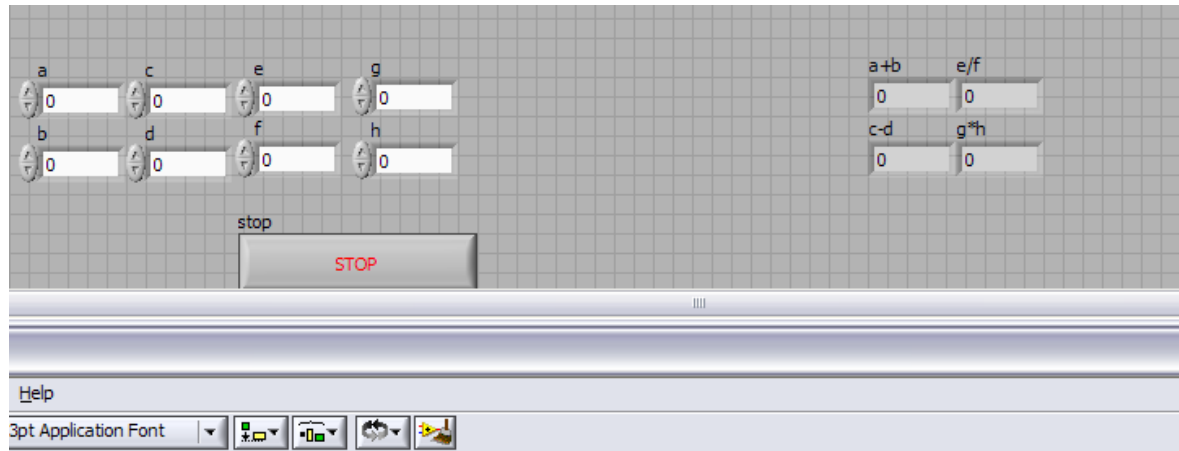 a+b e/f
a c e g
0 0 0 0 0 0
b d f h c-d g*h
0 0 0 0 0 0
stop
STOP
Help
3pt Application Font